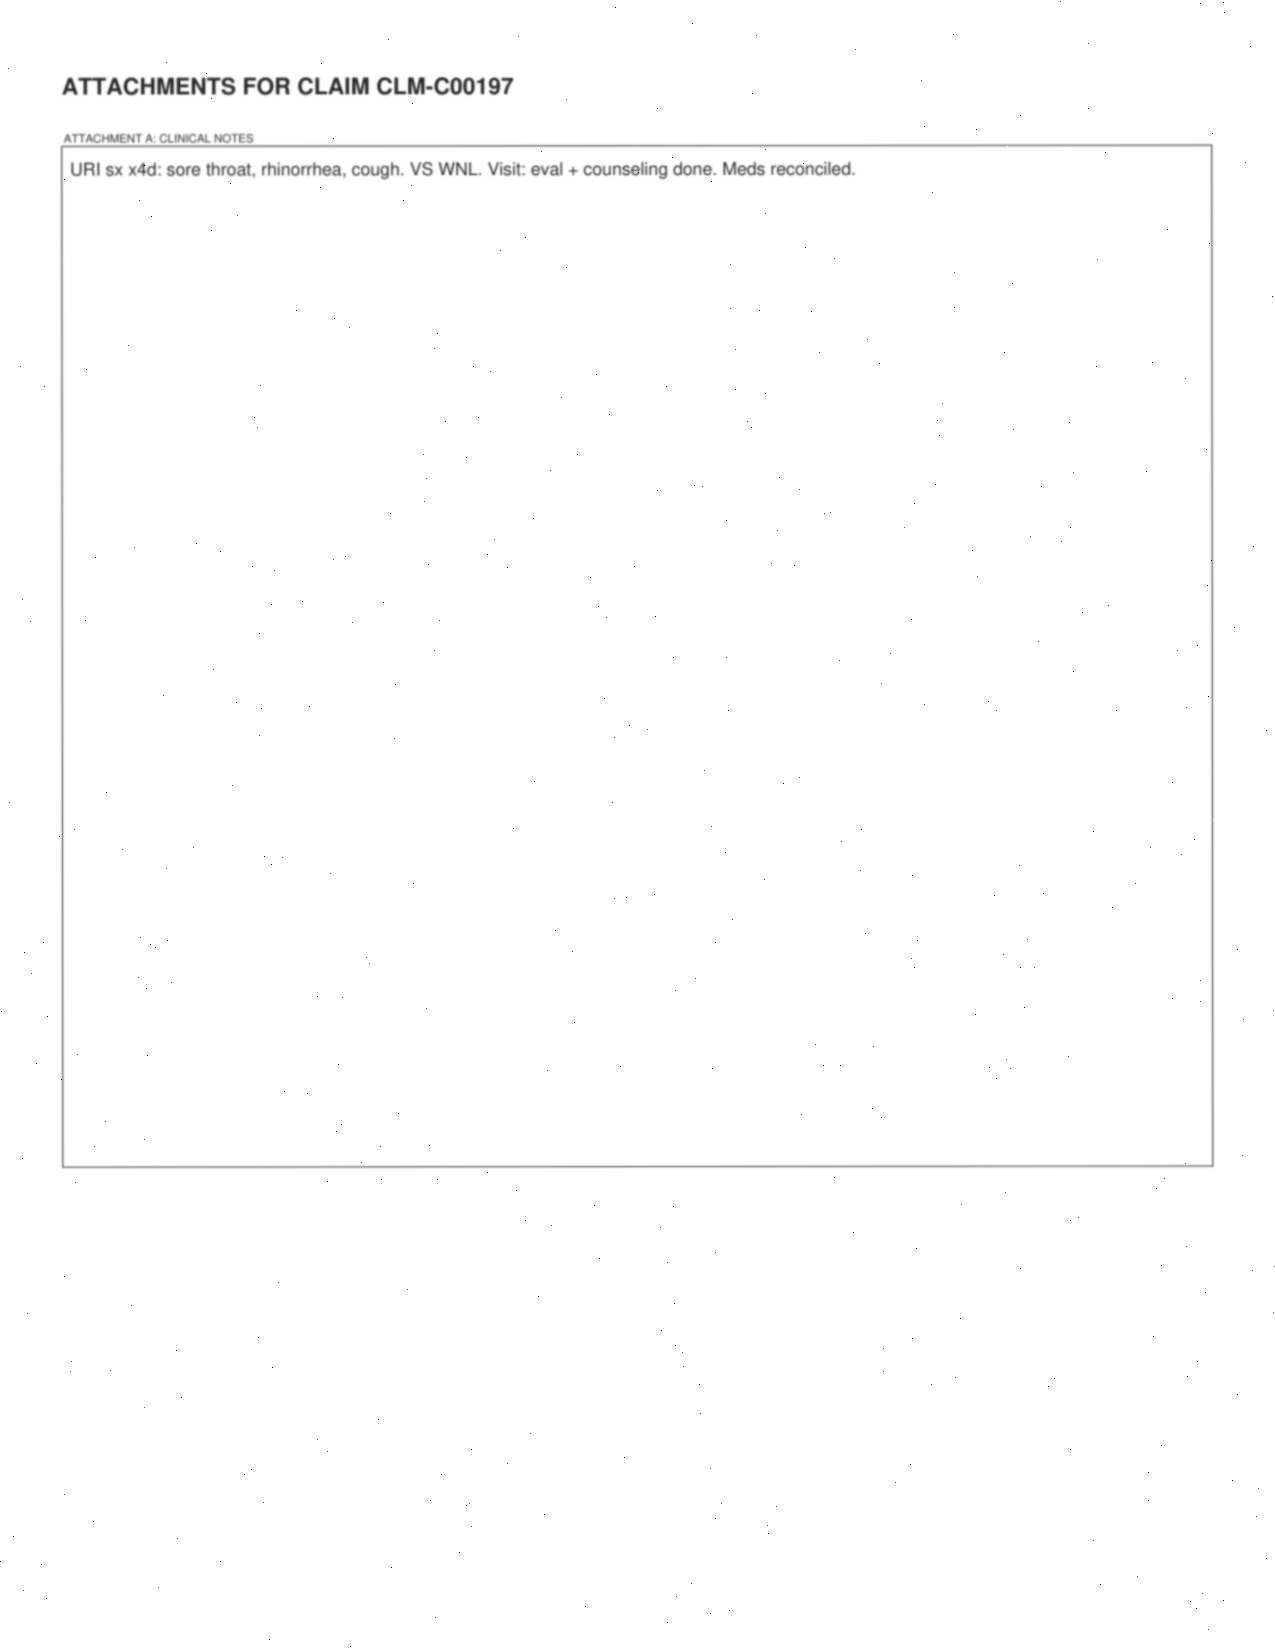 ATTACHMENTS FOR CLAIM CLM-C00197
ATTACHMENT A: CLINICAL NOTES
URI sx x4d: sore throat, rhinorrhea, cough. VS WNL. Visit: eval + counseling done. Meds reconciled.